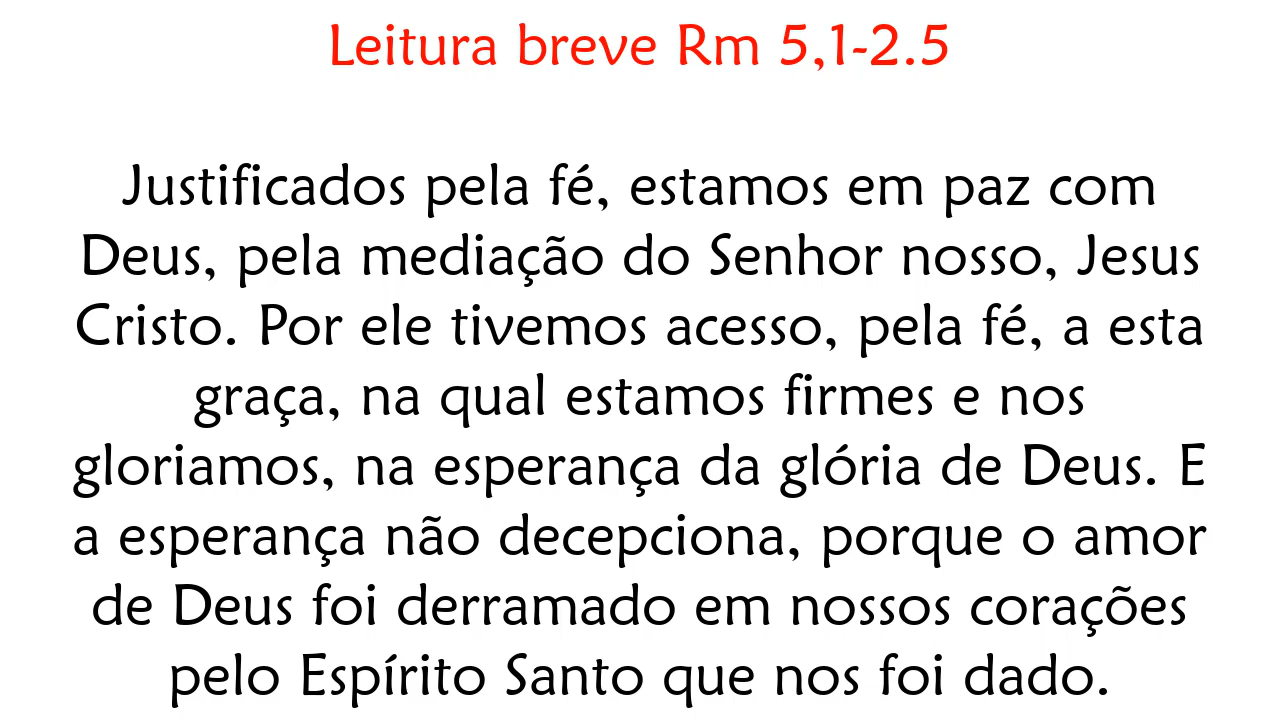 Leitura breve Rm 5,1-2.5
Justificados pela fé, estamos em paz com
Deus, pela mediação do Senhor nosso, Jesus
Cristo. Por ele tivemos acesso, pela fé, a esta
graça, na qual estamos firmes e nos
gloriamos, na esperança da glória de Deus. E
a esperança não decepciona, porque o amor
de Deus foi derramado em nossos corações
pelo Espírito Santo que nos foi dado.